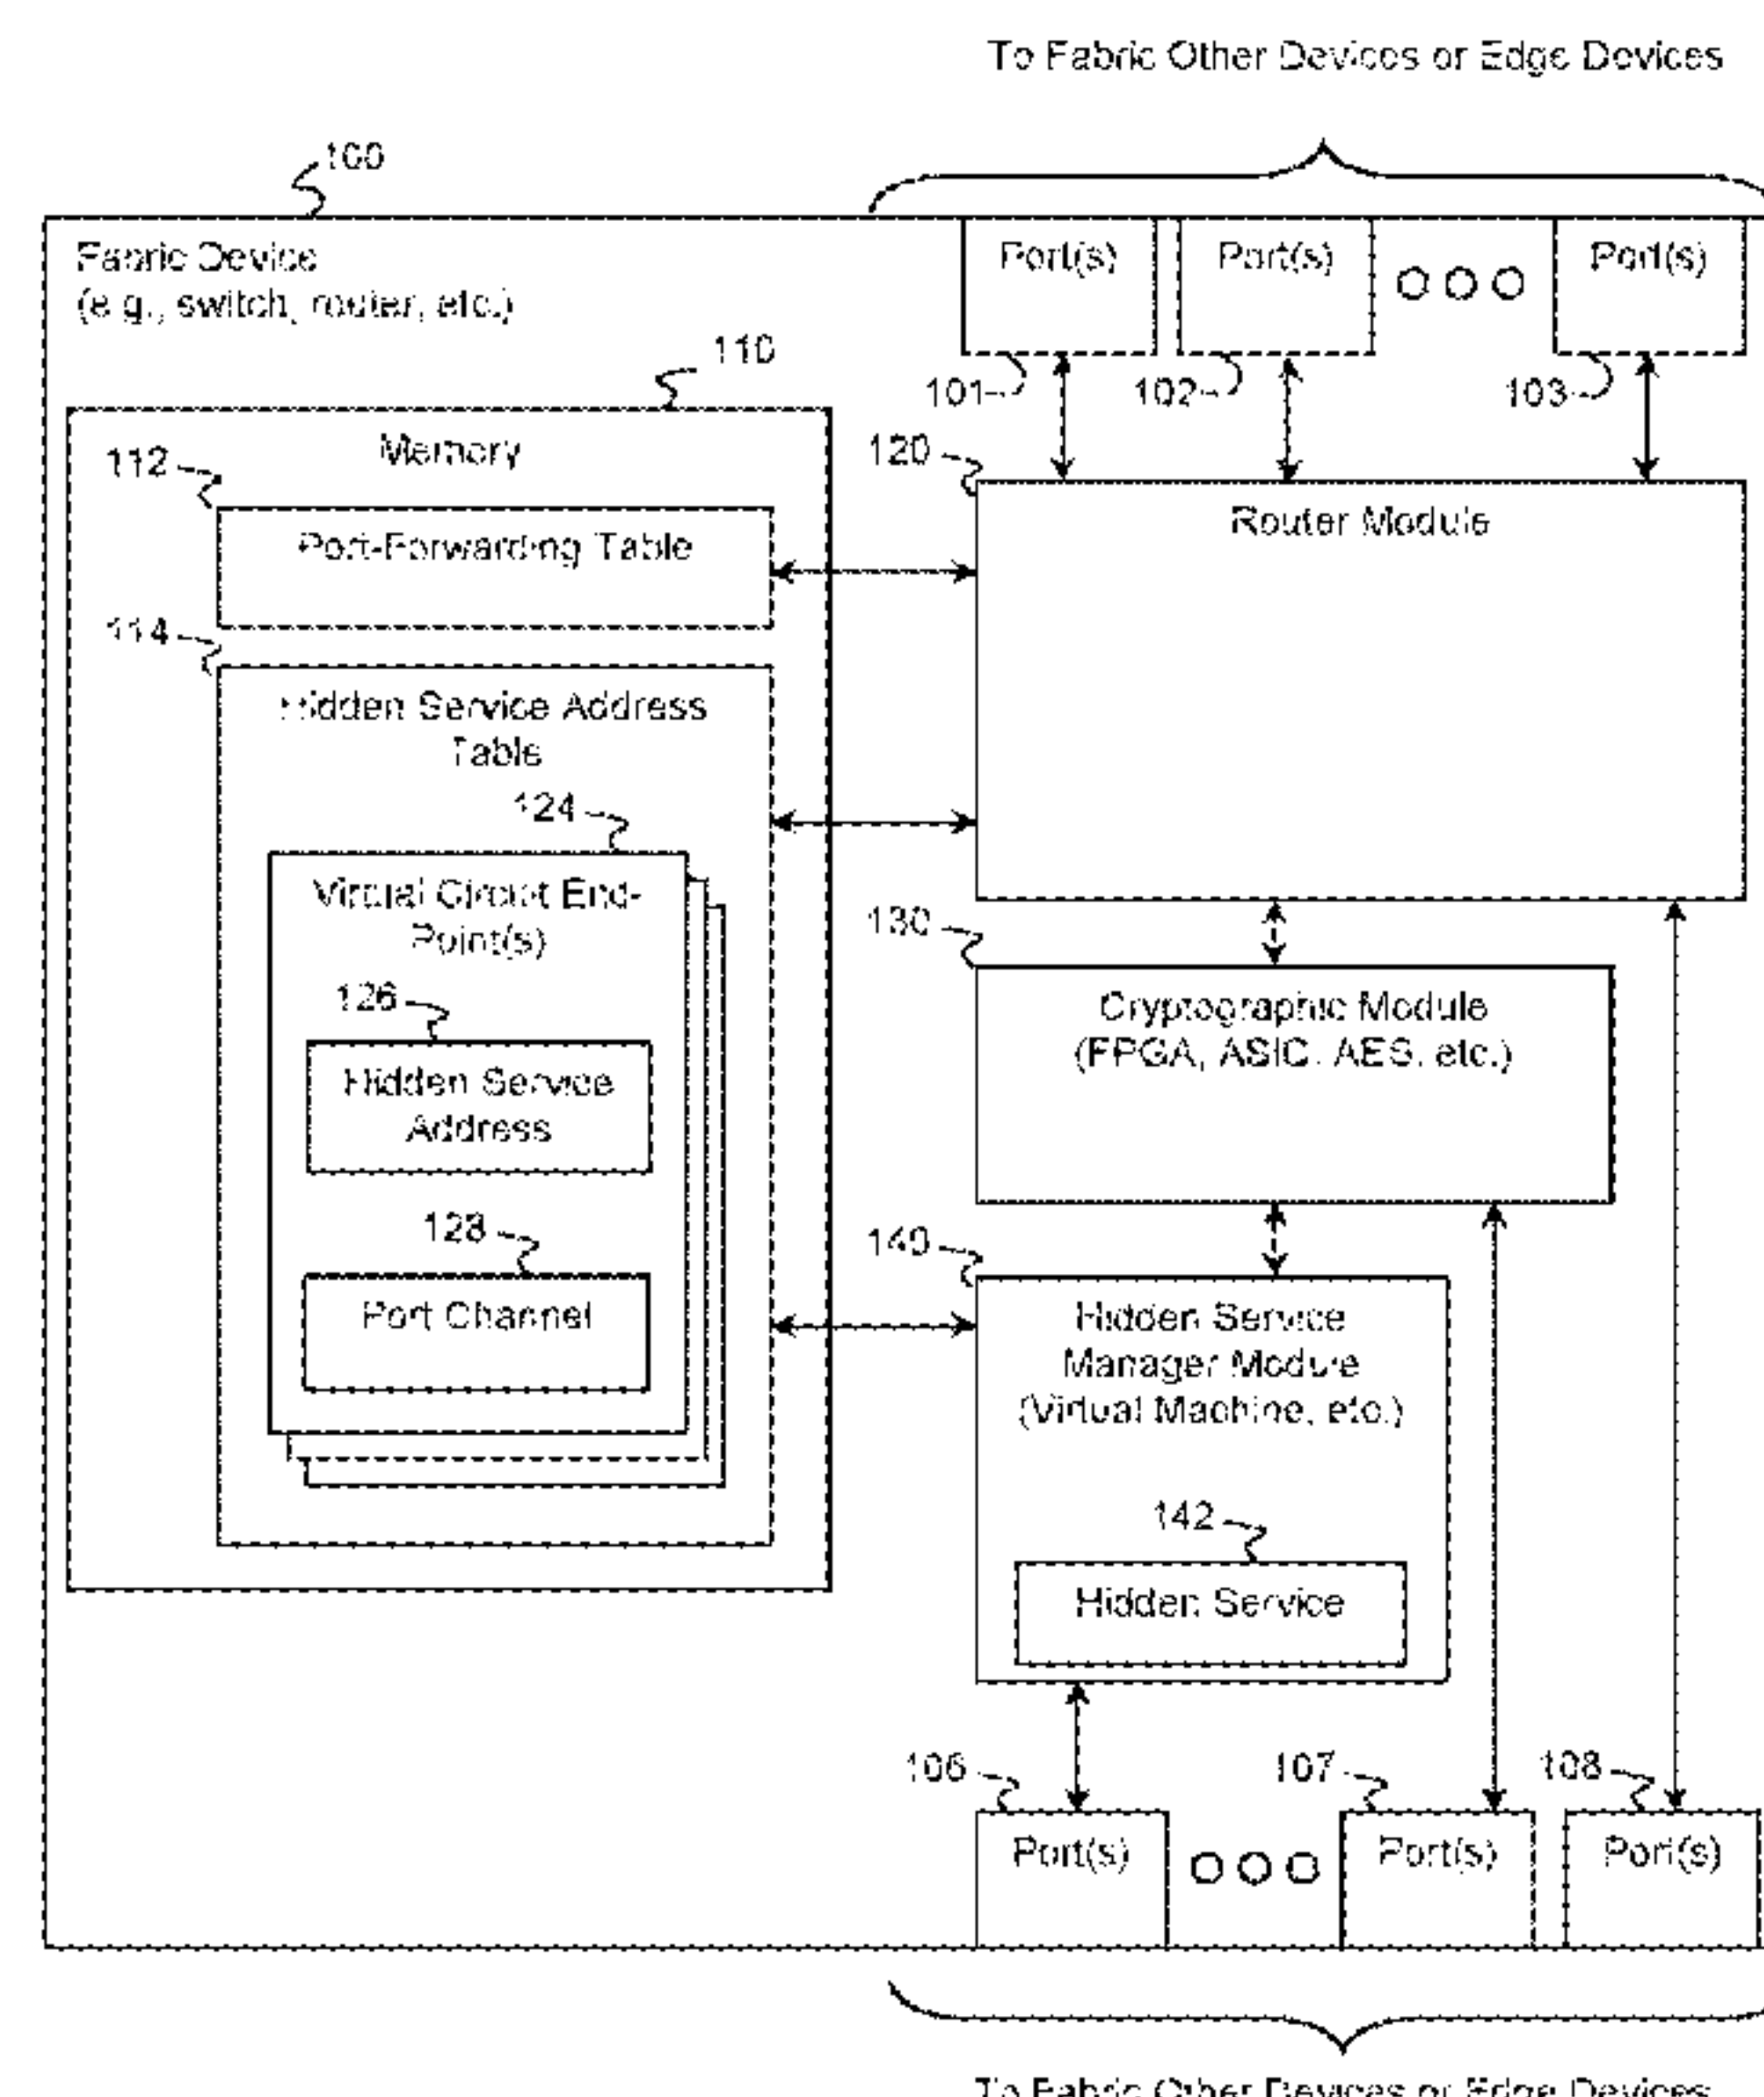 To Fabric Other Devices or Edge Devices
100
Fabric Device
(e.g., switch, router, etc.)
Port(s)
Port(s)
Port(s)
110
101
102
103
Memory
112
120
Port-Forwarding Table
Router Module
114
Hidden Service Address
Table
124
Virtual Circuit End-
Point(s)
130
126
Cryptographic Module
(FPGA, ASIC, AES, etc.)
Hidden Service
Address
128
140
Port Channel
Hidden Service
Manager Module
(Virtual Machine, etc.)
142
Hidden Service
106
107
108
Port(s)
Port(s)
Port(s)
To Fabric Other Devices or Edge Devices